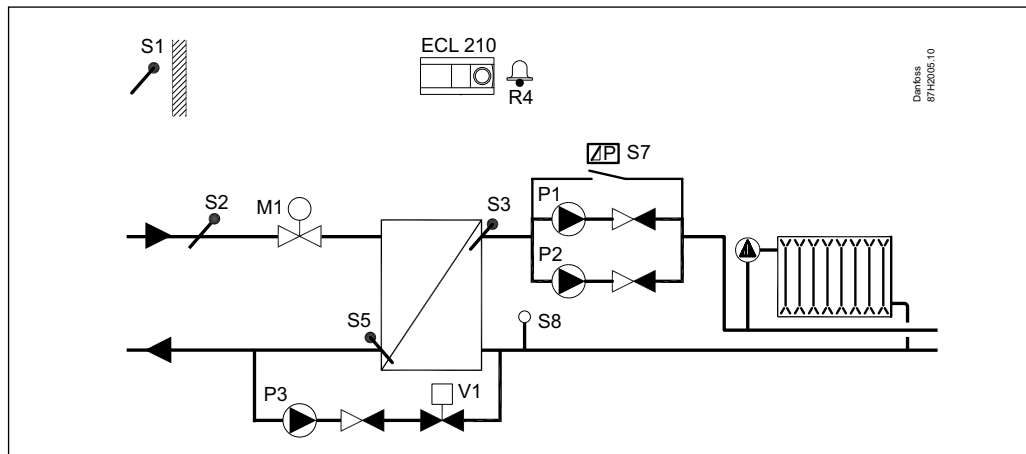 S1
ECL 210
R4
Danfoss
87H2005.10
P S7
P1
S2
M1
S3
P2
S5
S8
P3
V1